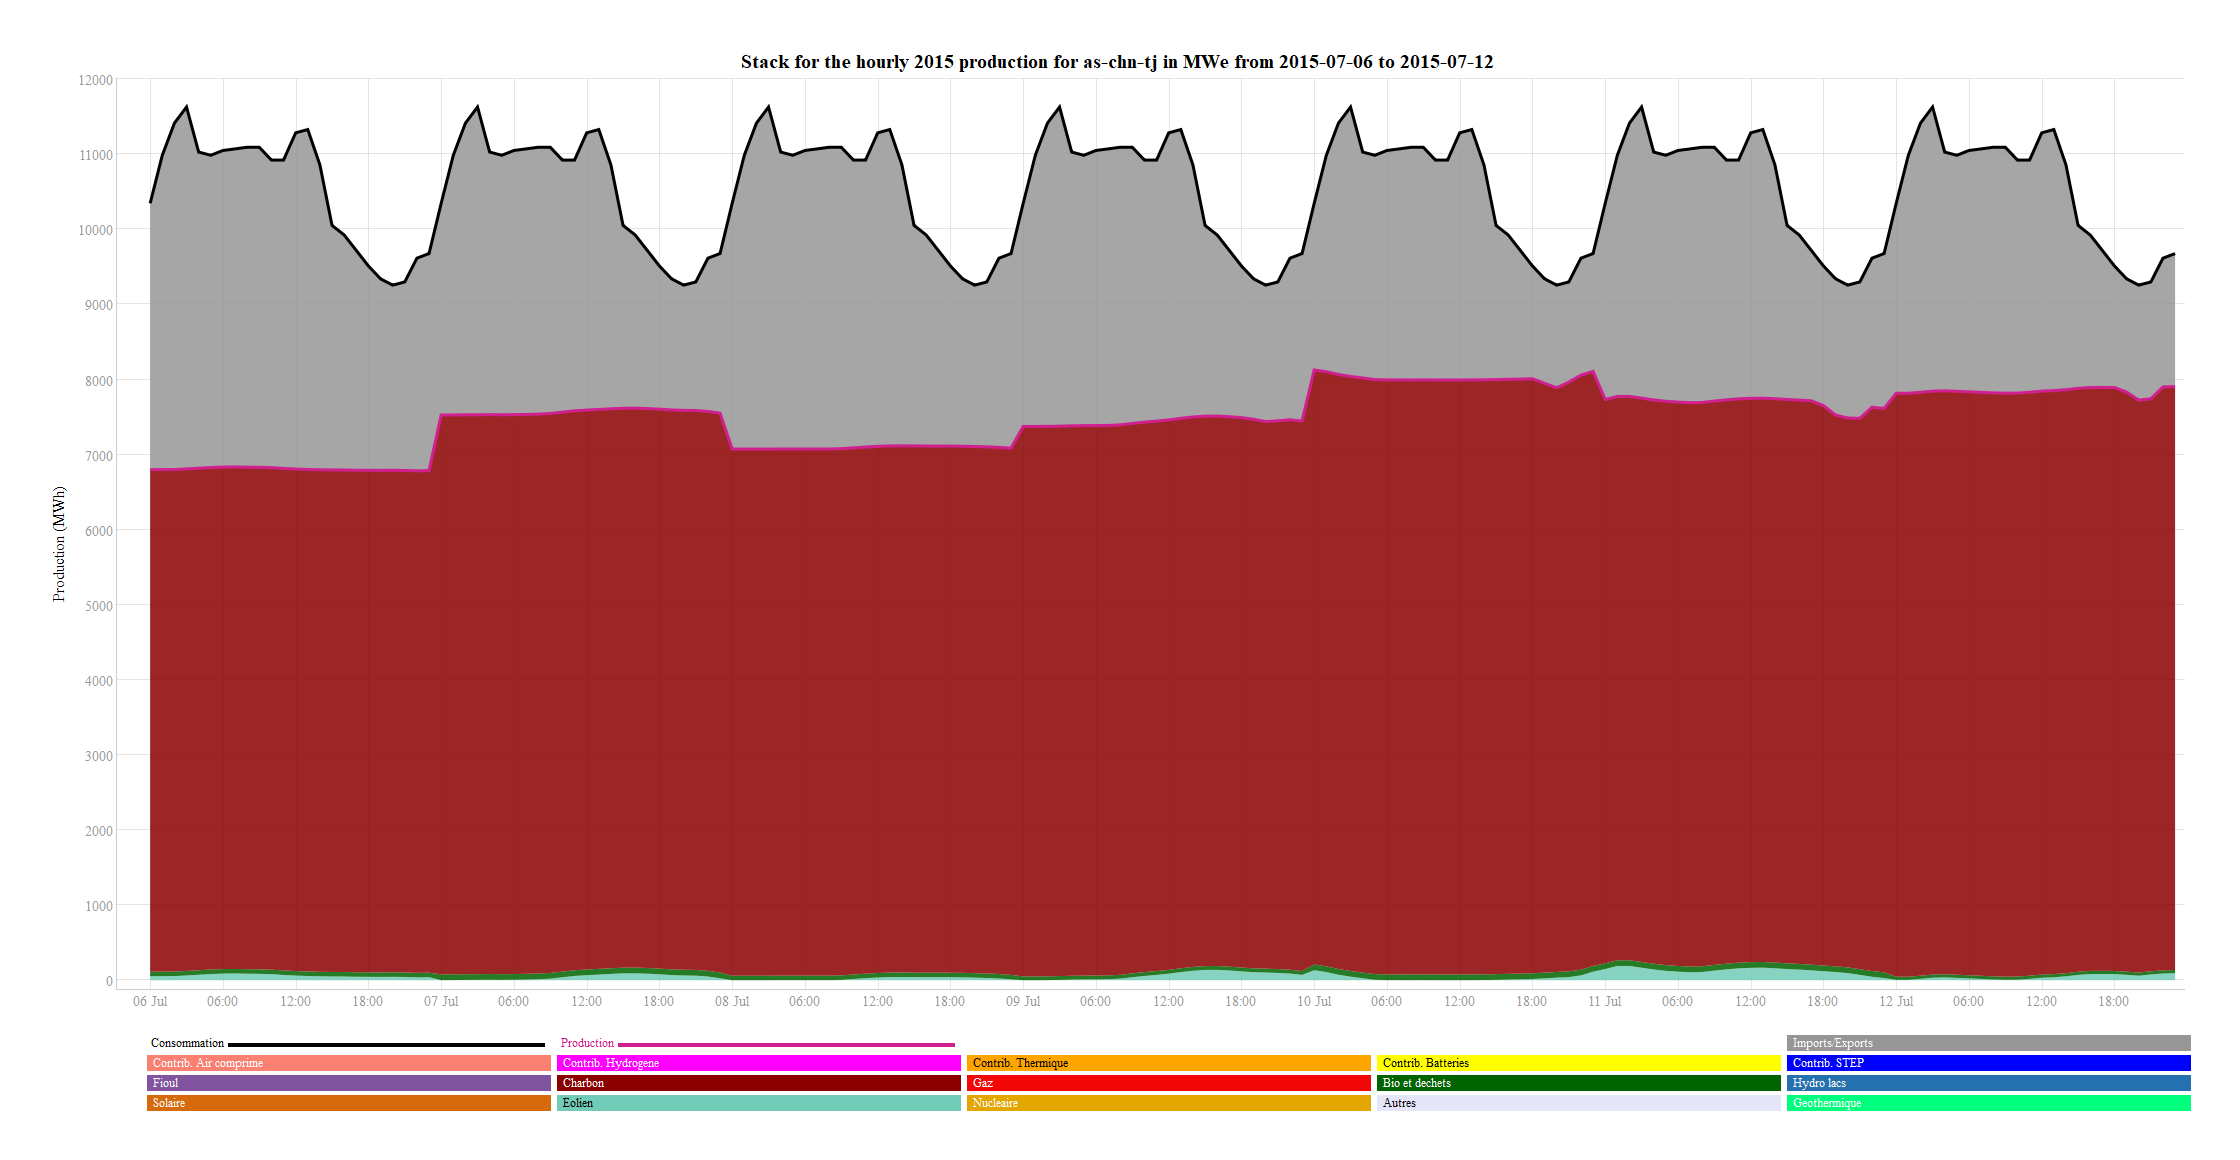 Stack for the hourly 2015 production for as-chn-tj in MWe from 2015-07-06 to 2015-07-12
12000
11000
10000
9000
8000
7000
6000
5000
4000
3000
2000
1000
0
Production (MWh)
06 Jul 06:00 12:00 18:00 07 Jul 06:00 12:00 18:00 08 Jul 06:00 12:00 18:00 09 Jul 06:00 12:00 18:00 10 Jul 06:00 12:00 18:00 11 Jul 06:00 12:00 18:00 12 Jul 06:00 12:00 18:00
Consommation Production Imports/Exports
Contrib. Air comprime Contrib. Hydrogene Contrib. Thermique Contrib. Batteries Contrib. STEP
Fioul Charbon Gaz Bio et dechets Hydro lacs
Solaire Eolien Nucleaire Autres Geothermique